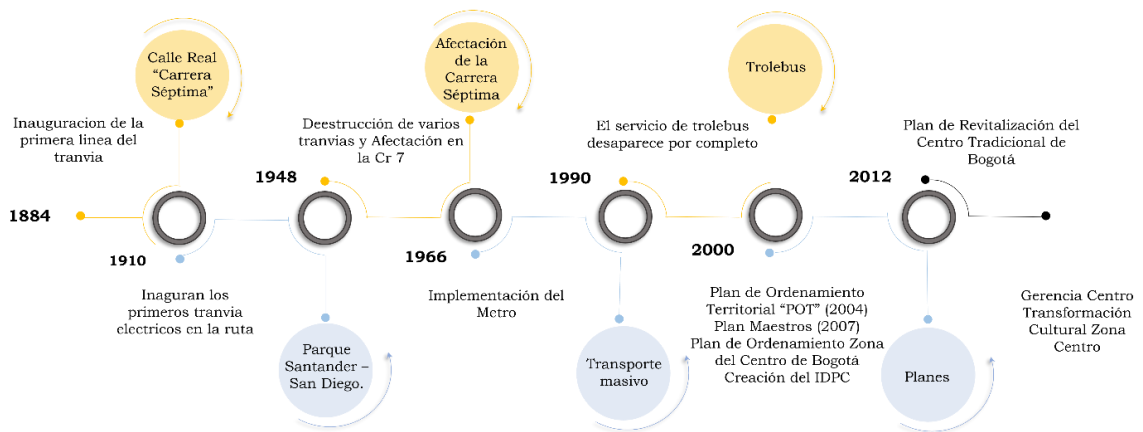 Calle Real
“Carrera
Séptima”
Inauguracion de la
primera linea del
tranvia
1884
1910
Inaguran los
primeros tranvia
electricos en la ruta
Deestrucción de varios
tranvias y Afectación en
la Cr 7
1948
Parque
Santander –
San Diego.
Afectación
de la
Carrera
Séptima
1966
Implementación del
Metro
El servicio de trolebus
desaparece por completo
1990
Transporte
masivo
Trolebus
2000
Plan de Ordenamiento
Territorial “POT” (2004)
Plan Maestros (2007)
Plan de Ordenamiento Zona
del Centro de Bogotá
Creación del IDPC
Plan de Revitalización del
Centro Tradicional de
Bogotá
2012
Planes
Gerencia Centro
Transformación
Cultural Zona
Centro